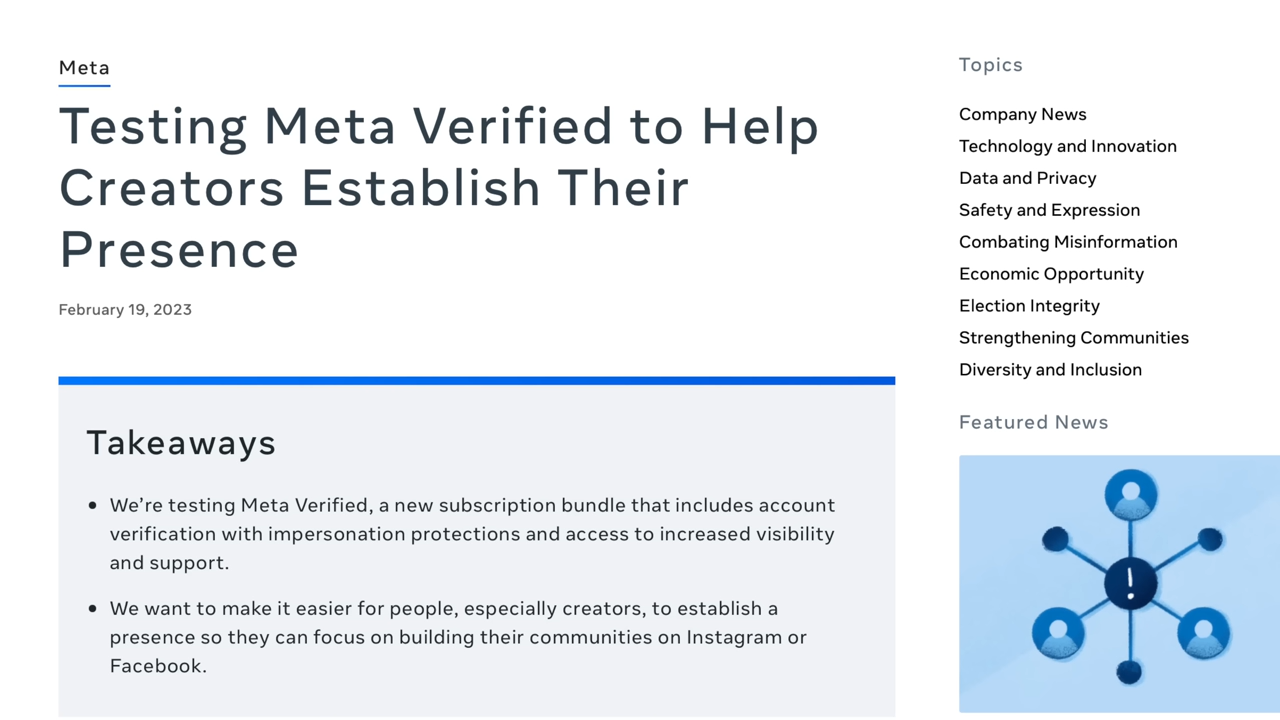 Meta
Testing Meta Verified to Help
Creators Establish Their
Presence
February 19, 2023
Takeaways
• We’re testing Meta Verified, a new subscription bundle that includes account
verification with impersonation protections and access to increased visibility
and support.
• We want to make it easier for people, especially creators, to establish a
presence so they can focus on building their communities on Instagram or
Facebook.
Topics
Company News
Technology and Innovation
Data and Privacy
Safety and Expression
Combating Misinformation
Economic Opportunity
Election Integrity
Strengthening Communities
Diversity and Inclusion
Featured News
!